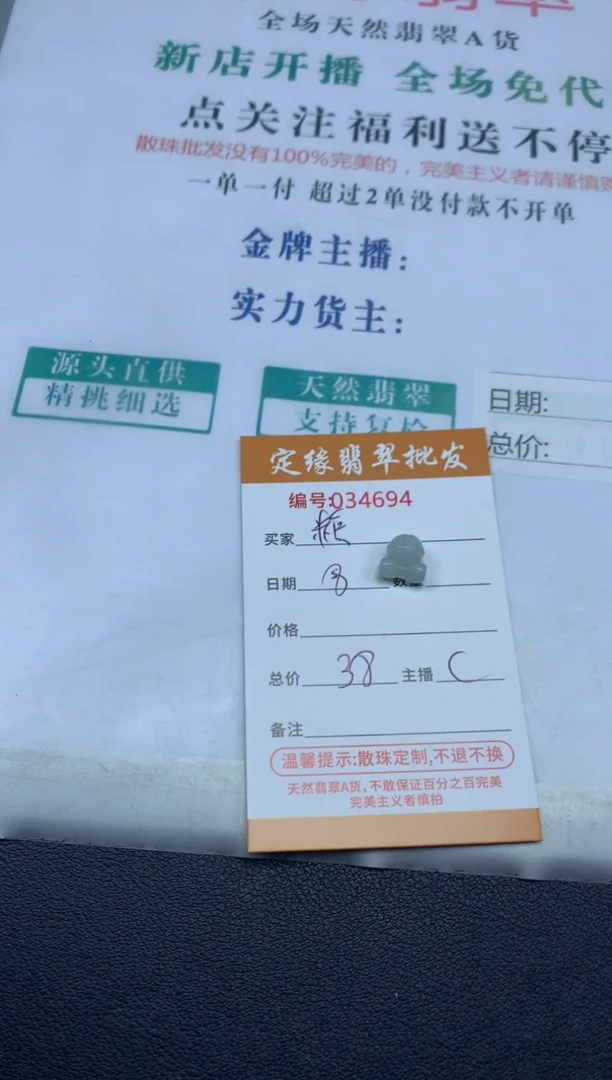 全场天然翡翠A货
新店开播 全场免代
点关注福利送不停
散珠批发没有100%完美的，完美主义者请谨慎购
一单一付 超过2单没付款不开单
金牌主播：
实力货主：
源头直供
精挑细选
天然翡翠
支持复检
日期:
总价:
定缘翡翠批发
编号:034694
买家
日期 8
价格
总价 38 主播 C
备注
温馨提示:散珠定制,不退不换
天然翡翠A货,不敢保证百分之百完美
完美主义者慎拍